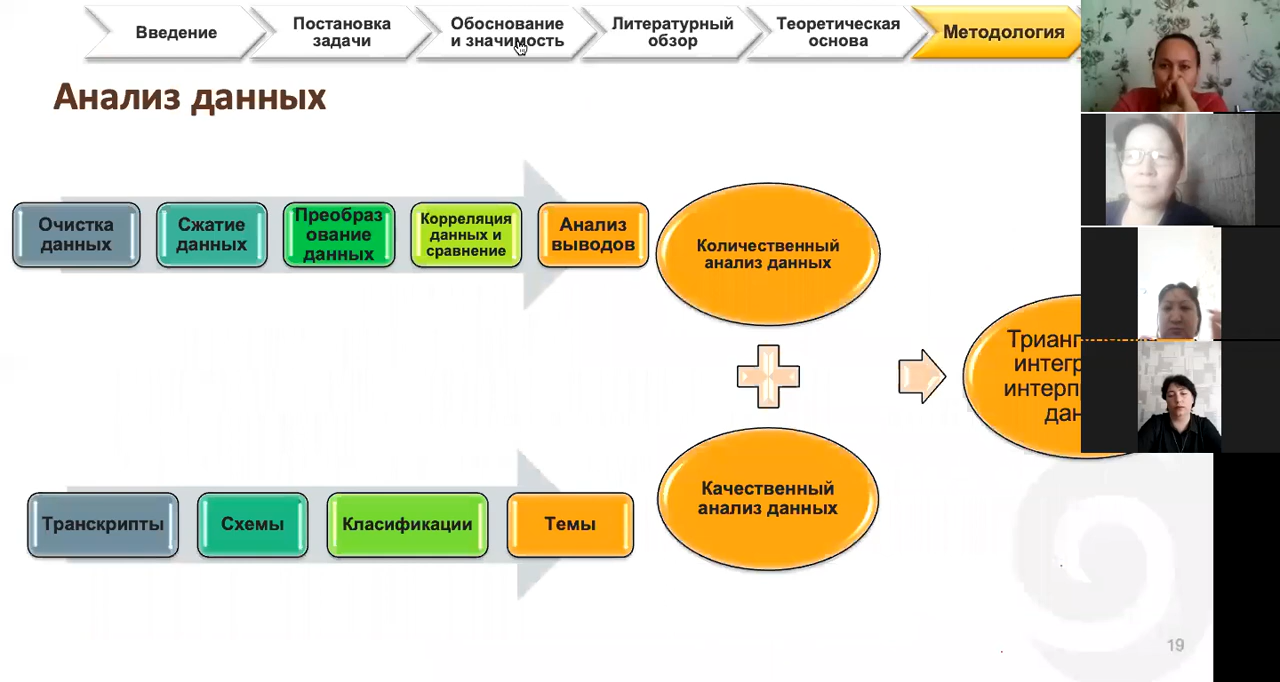 Введение
Постановка
задачи
Обоснование
и значимость
Литературный
обзор
Теоретическая
основа
Методология
Анализ данных
Очистка
данных
Сжатие
данных
Преобраз
ование
данных
Корреляция
данных и
сравнение
Анализ
выводов
Количественный
анализ данных
Транскрипты
Схемы
Класификации
Темы
Качественный
анализ данных
19